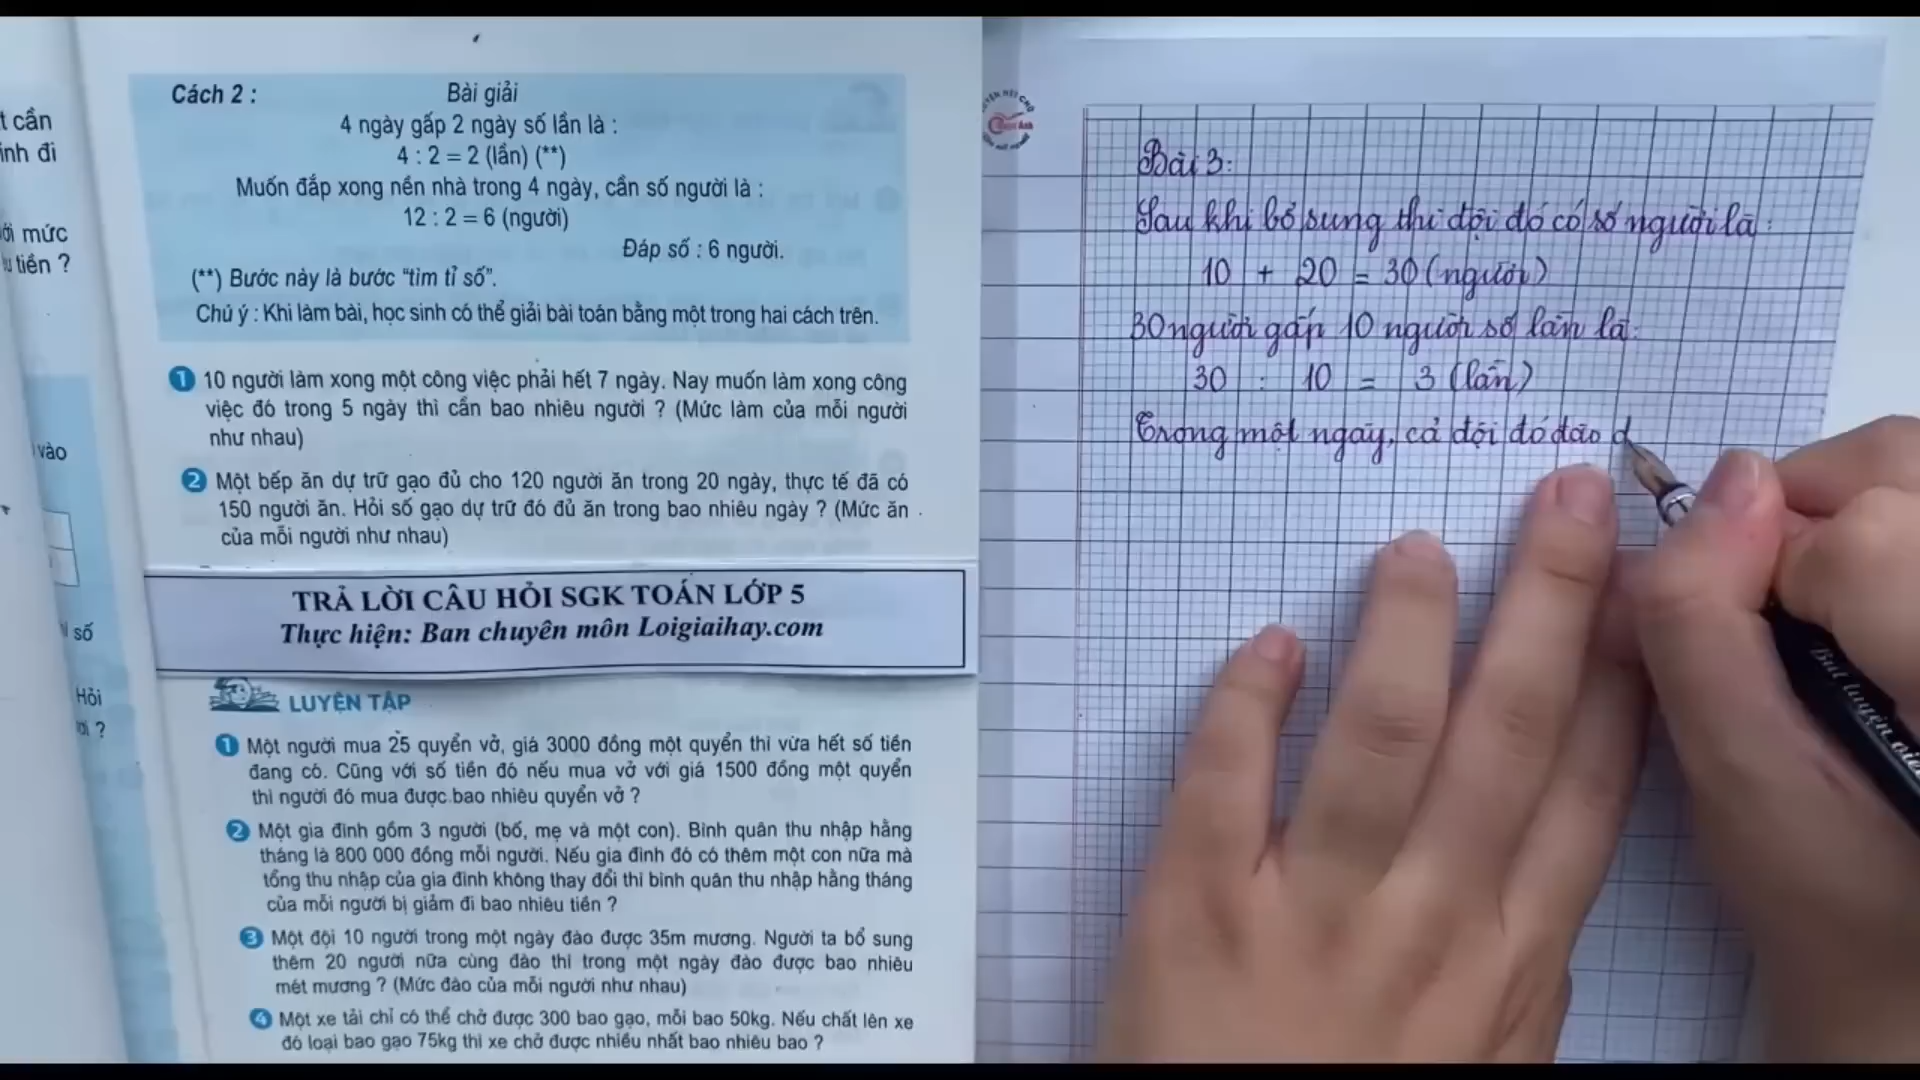 t cần
inh đi
ới mức
tiền ?
vào
số
Hỏi
?
Cách 2 :
Bài giải
4 ngày gấp 2 ngày số lần là :
4 : 2 = 2 (lần) (**)
Muốn đắp xong nền nhà trong 4 ngày, cần số người là :
12 : 2 = 6 (người)
Đáp số : 6 người.
(**) Bước này là bước “tìm tỉ số”.
Chú ý : Khi làm bài, học sinh có thể giải bài toán bằng một trong hai cách trên.
1 10 người làm xong một công việc phải hết 7 ngày. Nay muốn làm xong công
việc đó trong 5 ngày thì cần bao nhiêu người ? (Mức làm của mỗi người
như nhau)
2 Một bếp ăn dự trữ gạo đủ cho 120 người ăn trong 20 ngày, thực tế đã có
150 người ăn. Hỏi số gạo dự trữ đó đủ ăn trong bao nhiêu ngày ? (Mức ăn
của mỗi người như nhau)
TRẢ LỜI CÂU HỎI SGK TOÁN LỚP 5
Thực hiện: Ban chuyên môn Loigiaihay.com
LUYỆN TẬP
1 Một người mua 25 quyển vở, giá 3000 đồng một quyển thì vừa hết số tiền
đang có. Cũng với số tiền đó nếu mua vở với giá 1500 đồng một quyển
thì người đó mua được bao nhiêu quyển vở ?
2 Một gia đình gồm 3 người (bố, mẹ và một con). Bình quân thu nhập hằng
tháng là 800 000 đồng mỗi người. Nếu gia đình đó có thêm một con nữa mà
tổng thu nhập của gia đình không thay đổi thì bình quân thu nhập hằng tháng
của mỗi người bị giảm đi bao nhiêu tiền ?
3 Một đội 10 người trong một ngày đào được 35m mương. Người ta bổ sung
thêm 20 người nữa cùng đào thì trong một ngày đào được bao nhiêu
mét mương ? (Mức đào của mỗi người như nhau)
4 Một xe tải chỉ có thể chở được 300 bao gạo, mỗi bao 50kg. Nếu chất lên xe
đó loại bao gạo 75kg thì xe chở được nhiều nhất bao nhiêu bao ?
Bài 3:
Sau khi bổ sung thì đội đó có số người là:
10 + 20 = 30 (người)
30 người gấp 10 người số lần là:
30 : 10 = 3 (lần)
Trong một ngày, cả đội đó đào đ
Bút luyện viết